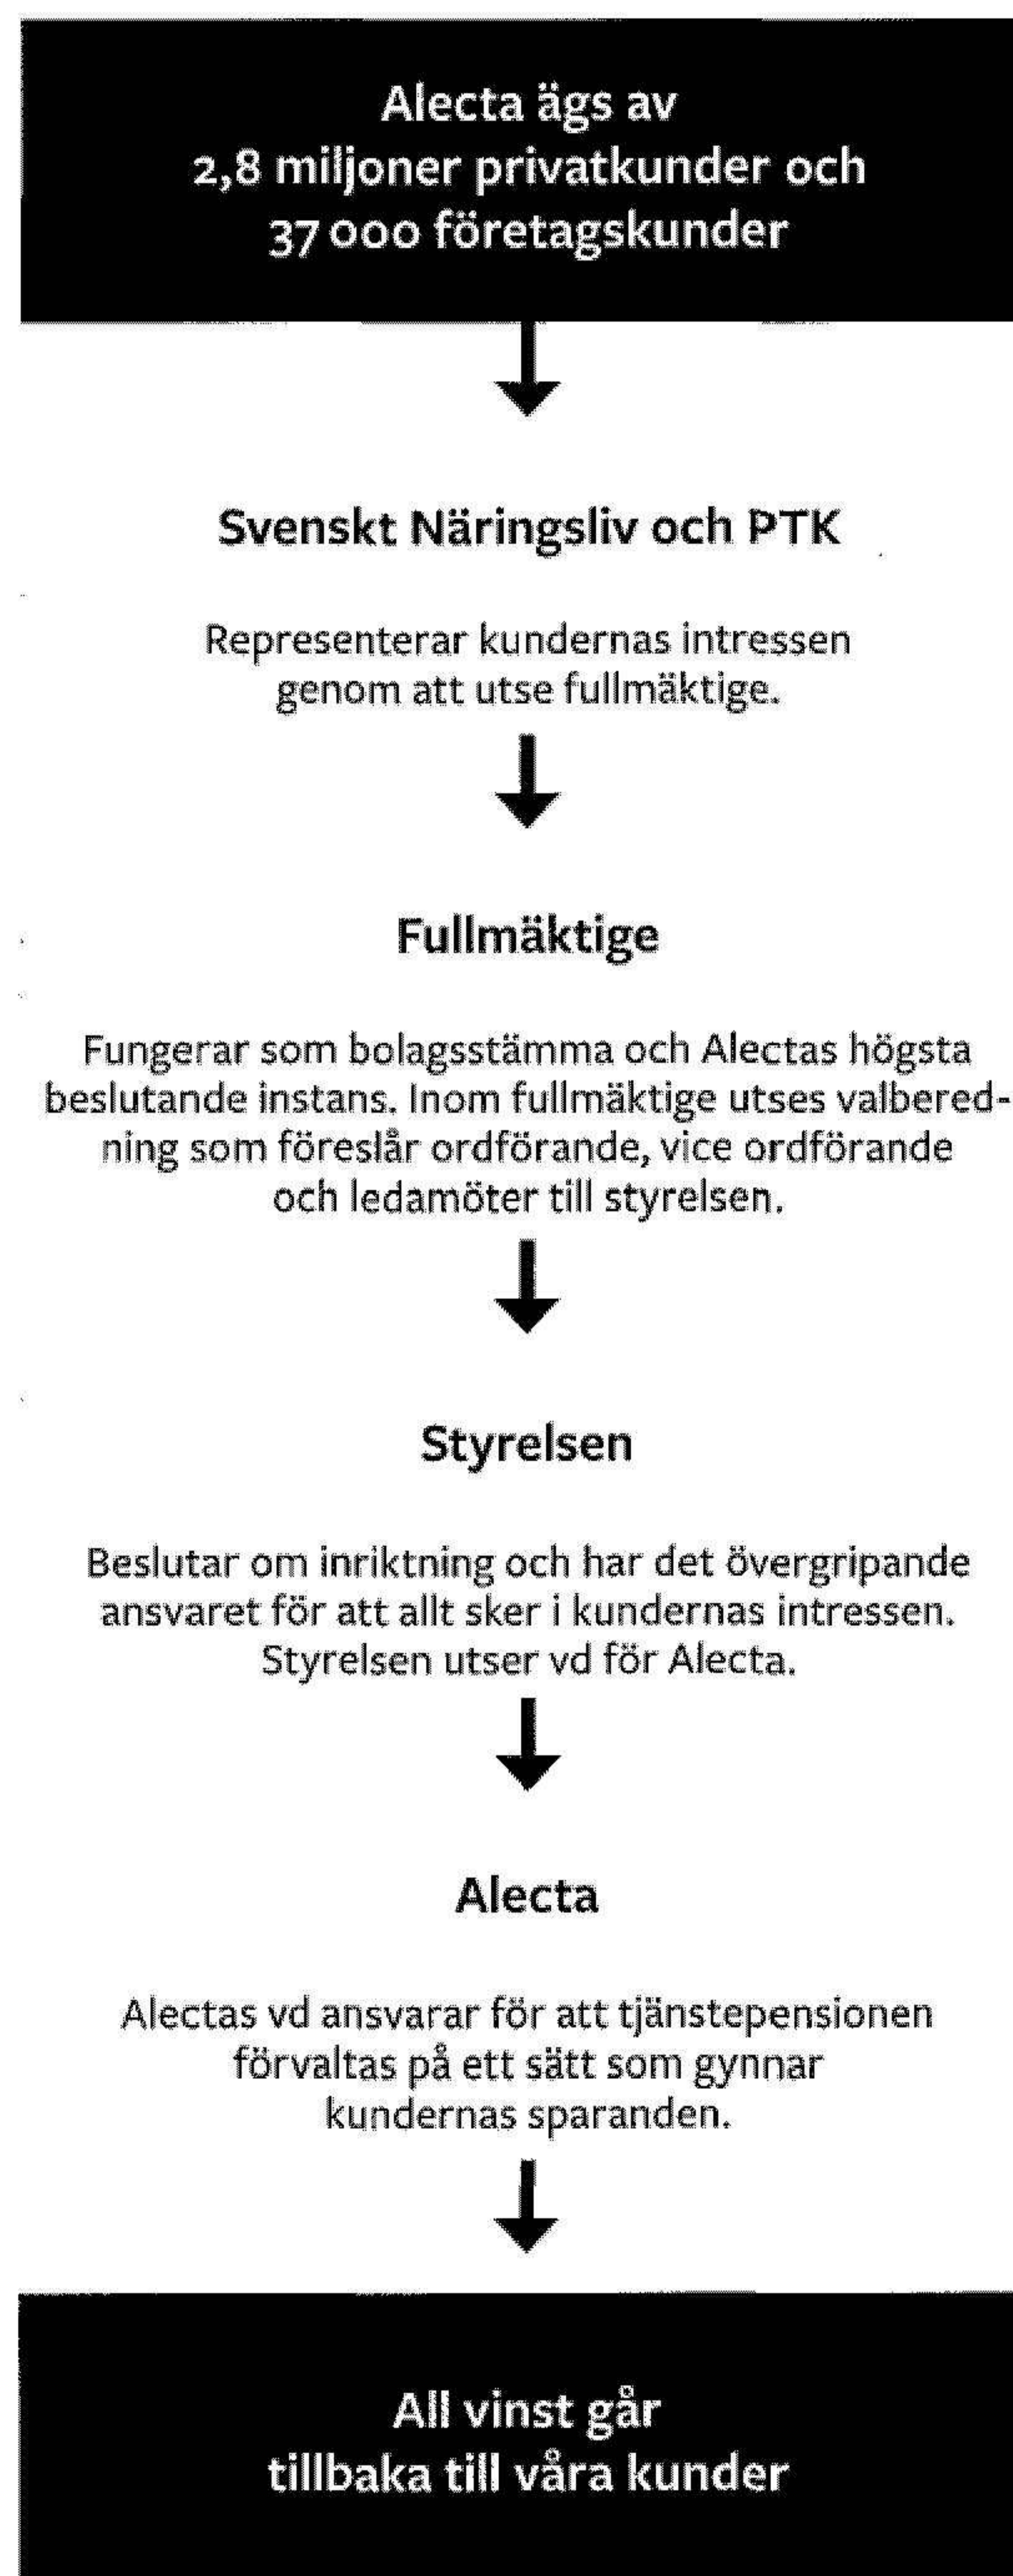 Alecta ägs av
2,8 miljoner privatkunder och
37 000 företagskunder
Svenskt Näringsliv och PTK
Representerar kundernas intressen
genom att utse fullmäktige.
Fullmäktige
Fungerar som bolagsstämma och Alectas högsta
beslutande instans. Inom fullmäktige utses valbered-
ning som föreslår ordförande, vice ordförande
och ledamöter till styrelsen.
Styrelsen
Beslutar om inriktning och har det övergripande
ansvaret för att allt sker i kundernas intressen.
Styrelsen utser vd för Alecta.
Alecta
Alectas vd ansvarar för att tjänstepensionen
förvaltas på ett sätt som gynnar
kundernas sparanden.
All vinst går
tillbaka till våra kunder